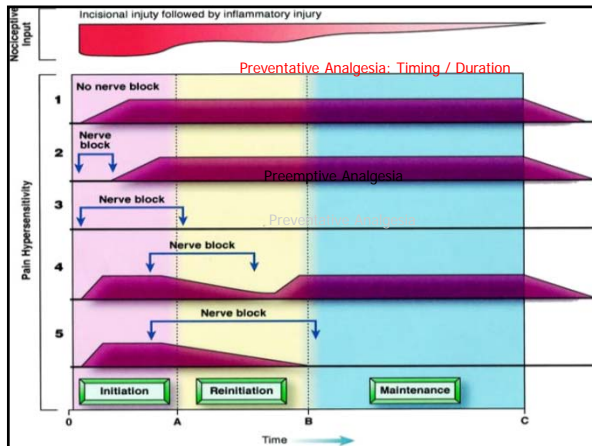 Incisional injuty followed by inflammatory injury
Nociceptive
Input
Preventative Analgesia: Timing / Duration
No nerve block
1
Nerve
block
2
Preemptive Analgesia
3
Nerve block
Preventative Analgesia
Nerve block
4
Nerve block
5
Pain Hypersensitivity
Initiation
Reinitiation
Maintenance
0
A
B
C
Time